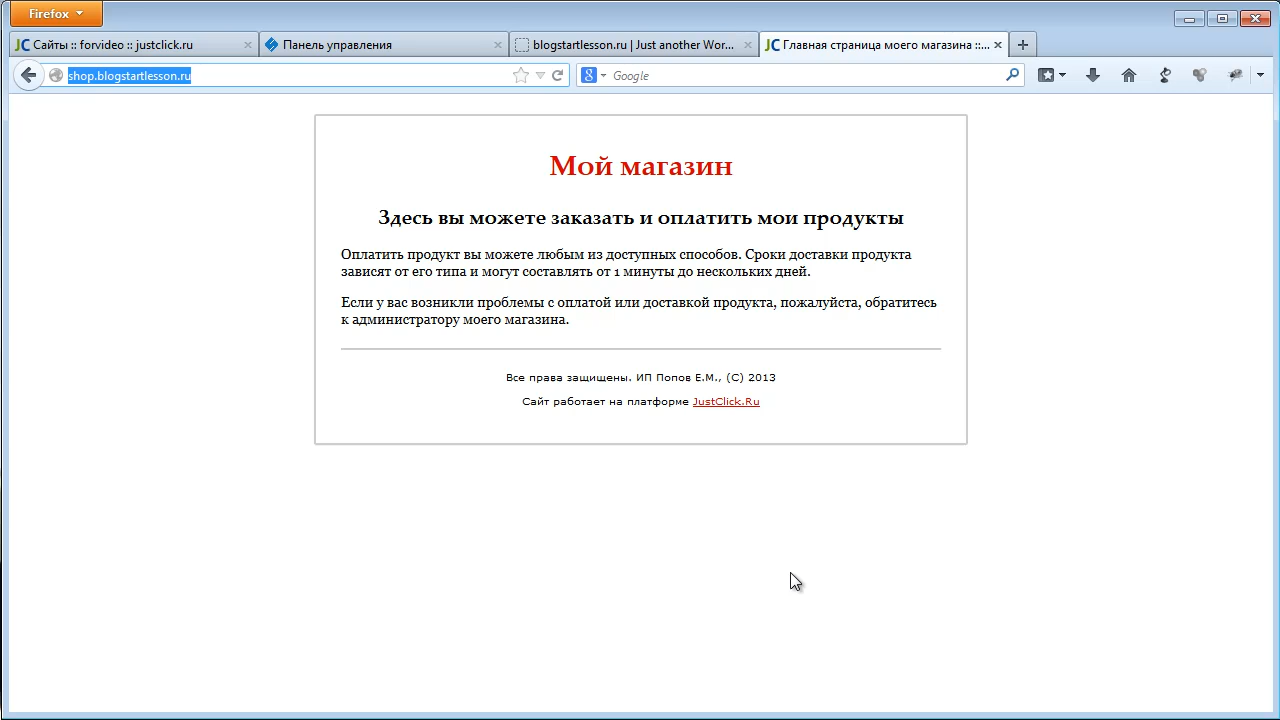 Firefox
JC Сайты :: forvideo :: justclick.ru
Панель управления
blogstartlesson.ru | Just another Wor...
JC Главная страница моего магазина ::...
shop.blogstartlesson.ru
Google
Мой магазин
Здесь вы можете заказать и оплатить мои продукты
Оплатить продукт вы можете любым из доступных способов. Сроки доставки продукта
зависят от его типа и могут составлять от 1 минуты до нескольких дней.
Если у вас возникли проблемы с оплатой или доставкой продукта, пожалуйста, обратитесь
к администратору моего магазина.
Все права защищены. ИП Попов Е.М., (С) 2013
Сайт работает на платформе JustClick.Ru